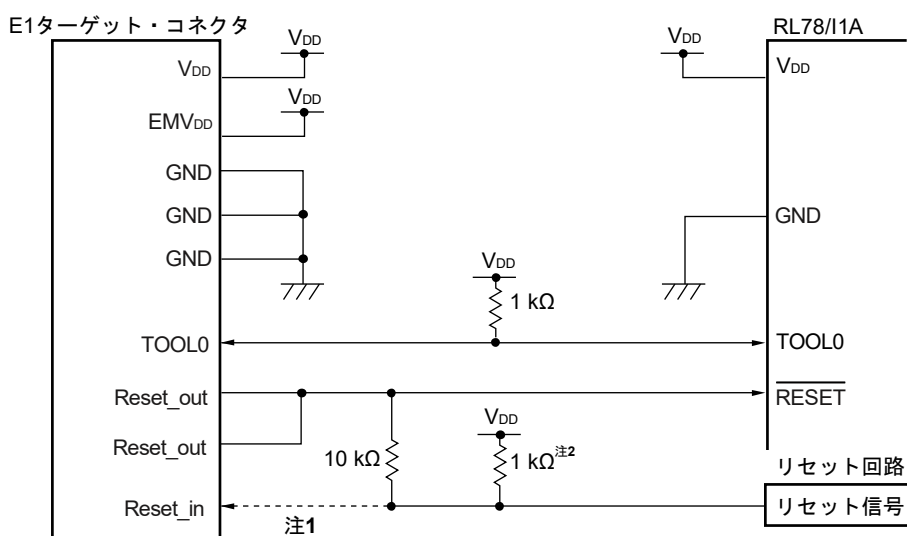 E1ターゲット・コネクタ
RL78/I1A
VDD
VDD
VDD
VDD
VDD
EMVDD
GND
GND
GND
GND
VDD
1 kΩ
TOOL0
TOOL0
Reset_out
RESET
Reset_out
10 kΩ
VDD
1 kΩ注2
リセット回路
Reset_in
注1
リセット信号